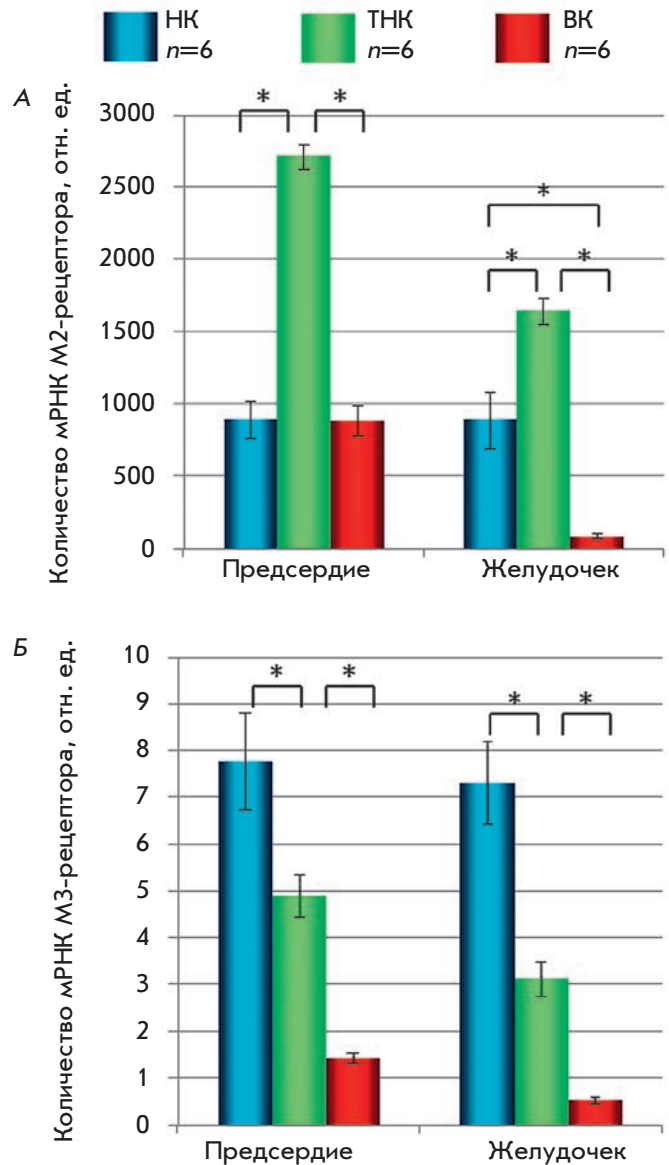 НК
n=6
ТНК
n=6
ВК
n=6
А
Количество мРНК М2-рецептора, отн. ед.
3000
2500
2000
1500
1000
500
0
* *
*
* *
Предсердие Желудочек
Б
Количество мРНК М3-рецептора, отн. ед.
10
9
8
7
6
5
4
3
2
1
0
* *
* *
Предсердие Желудочек